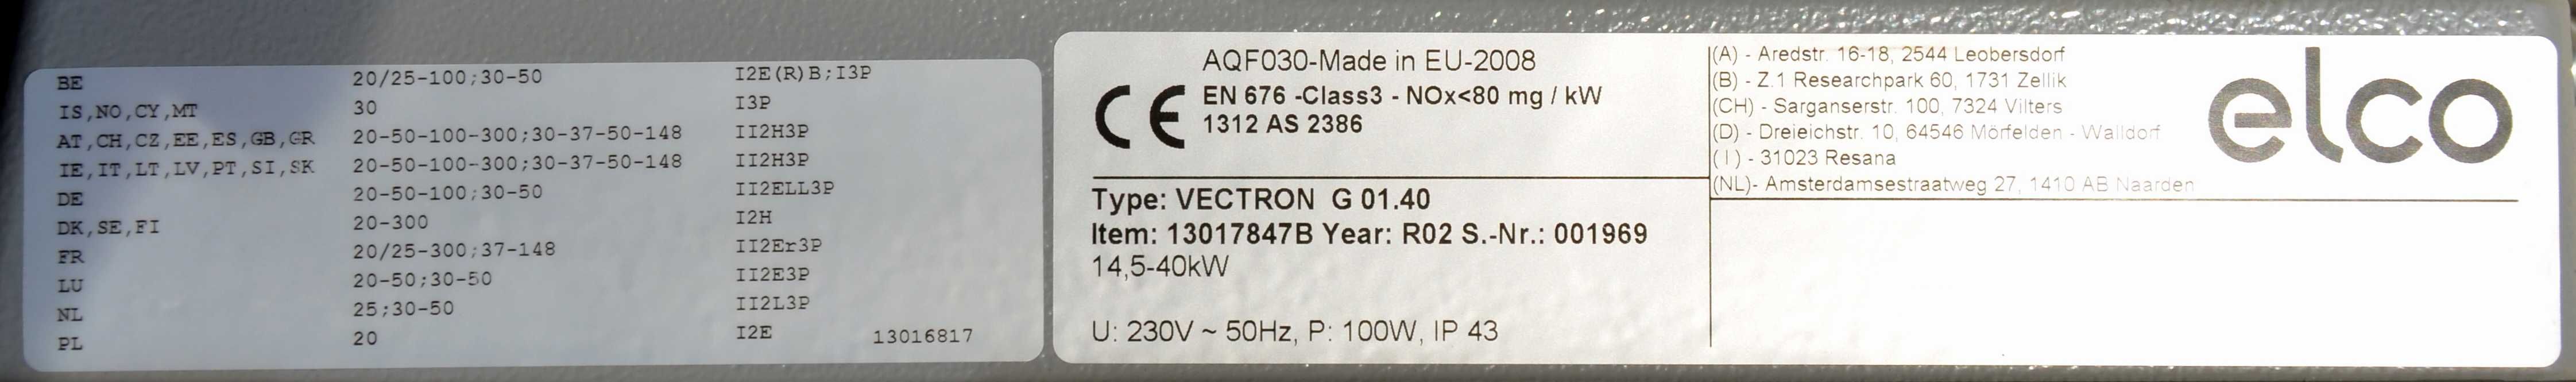 BE 20/25-100;30-50 I2E(R)B;I3P
IS,NO,CY,MT 30 I3P
AT,CH,CZ,EE,ES,GB,GR 20-50-100-300;30-37-50-148 II2H3P
IE,IT,LT,LV,PT,SI,SK 20-50-100-300;30-37-50-148 II2H3P
DE 20-50-100;30-50 II2ELL3P
DK,SE,FI 20-300 I2H
FR 20/25-300;37-148 II2Er3P
LU 20-50;30-50 II2E3P
NL 25;30-50 II2L3P
PL 20 I2E 13016817
AQF030-Made in EU-2008
CE
EN 676 -Class3 - NOx<80 mg / kW
1312 AS 2386
Type: VECTRON G 01.40
Item: 13017847B Year: R02 S.-Nr.: 001969
14,5-40kW
U: 230V ~ 50Hz, P: 100W, IP 43
(A) - Aredstr. 16-18, 2544 Leobersdorf
(B) - Z.1 Researchpark 60, 1731 Zellik
(CH) - Sarganserstr. 100, 7324 Vilters
(D) - Dreieichstr. 10, 64546 Mörfelden - Walldorf
( I ) - 31023 Resana
(NL)- Amsterdamsestraatweg 27, 1410 AB Naarden
elco